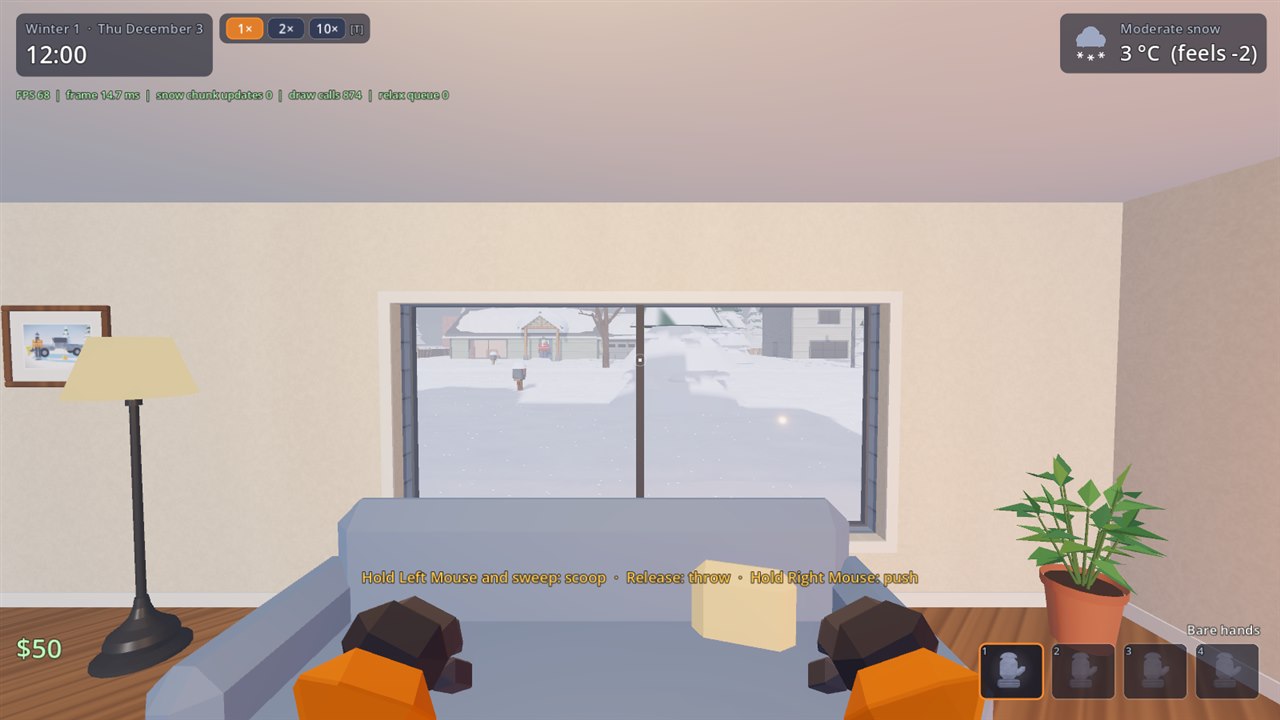 Winter 1 · Thu December 3
12:00
1×
2×
10×
[T]
Moderate snow
3 °C (feels -2)
FPS 68 | frame 14.7 ms | snow chunk updates 0 | draw calls 874 | relax queue 0
Hold Left Mouse and sweep: scoop · Release: throw · Hold Right Mouse: push
$50
Bare hands
1
2
3
4